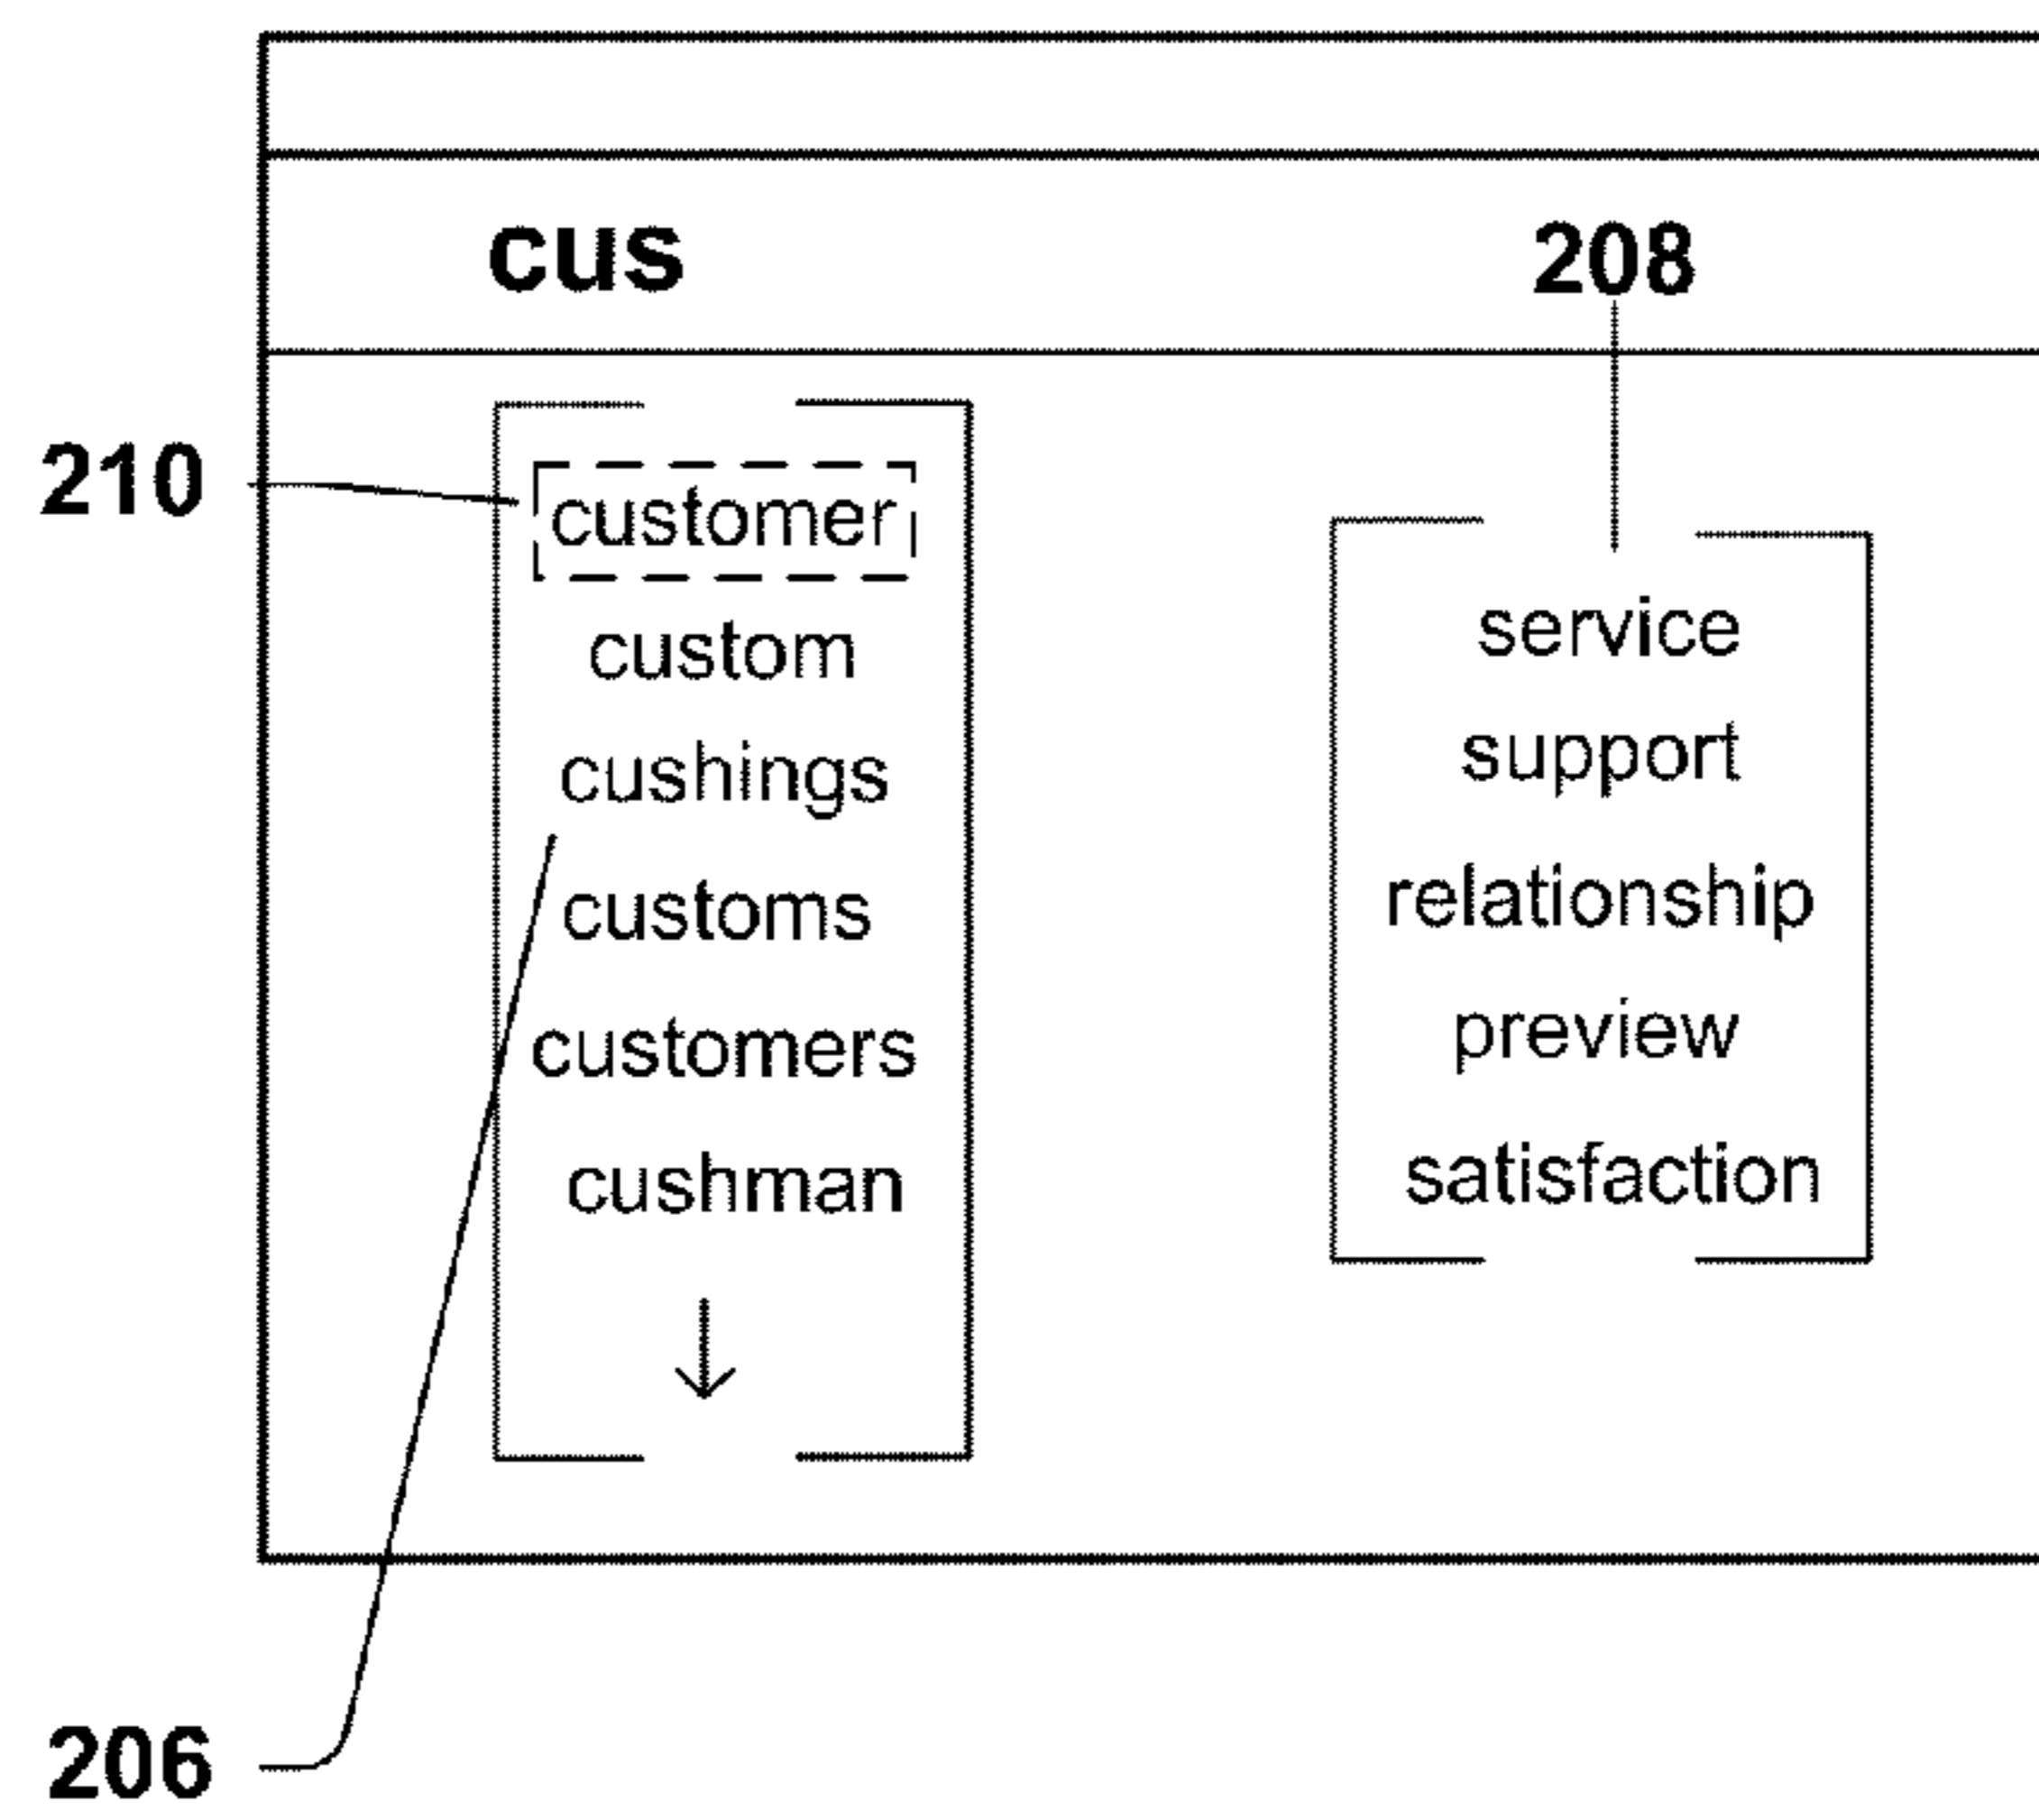 cus
208
210
customer
custom
cushings
customs
customers
cushman
service
support
relationship
preview
satisfaction
206